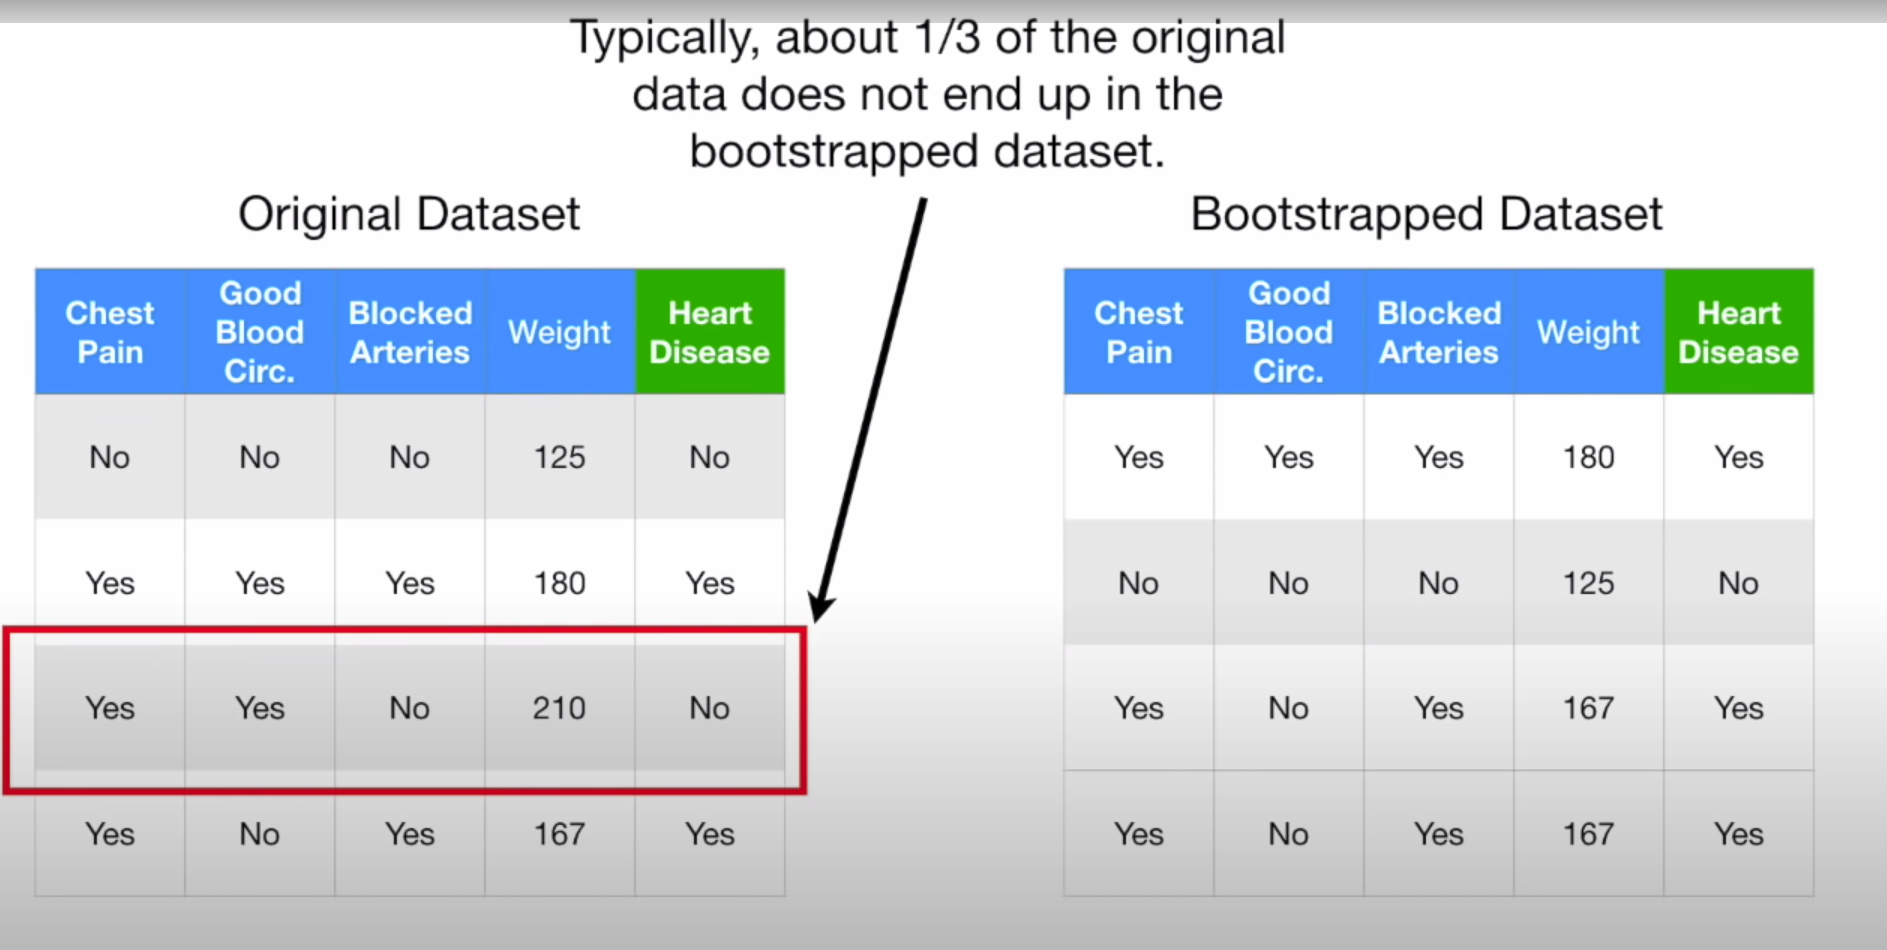 Typically, about 1/3 of the original
data does not end up in the
bootstrapped dataset.
Original Dataset
Chest Pain Good Blood Circ. Blocked Arteries Weight Heart Disease
No No No 125 No
Yes Yes Yes 180 Yes
Yes Yes No 210 No
Yes No Yes 167 Yes
Bootstrapped Dataset
Chest Pain Good Blood Circ. Blocked Arteries Weight Heart Disease
Yes Yes Yes 180 Yes
No No No 125 No
Yes No Yes 167 Yes
Yes No Yes 167 Yes